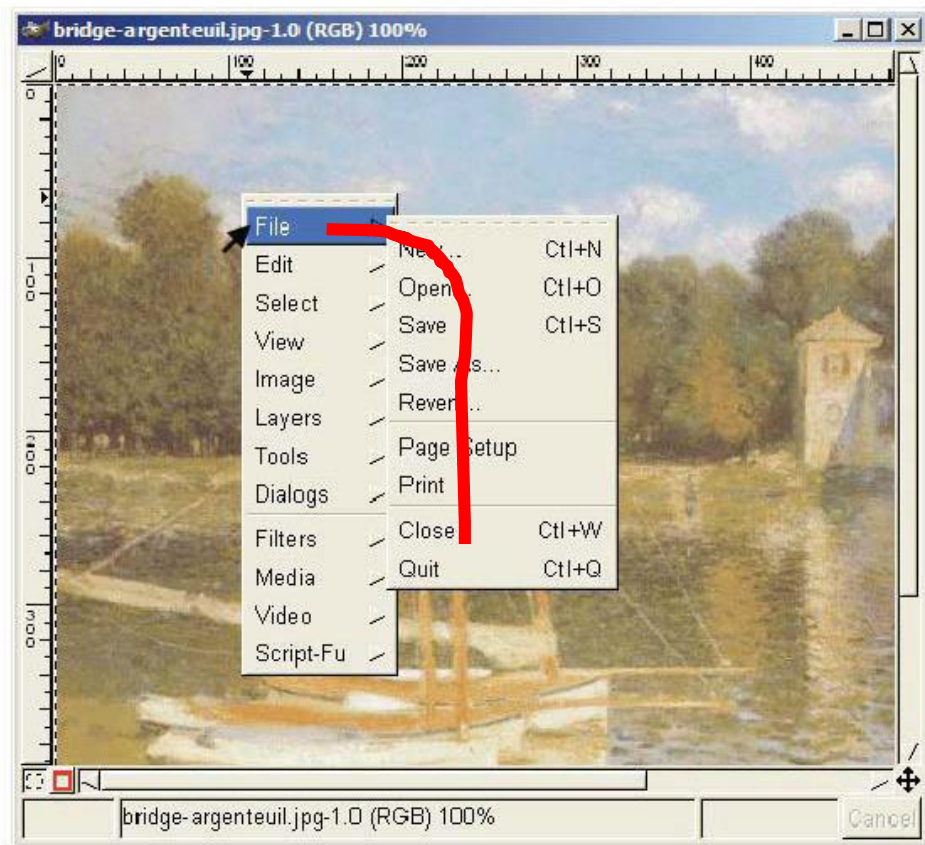 bridge-argenteuil.jpg-1.0 (RGB) 100%
0 100 200 300 400
0
100
200
300
File
Edit
Select
View
Image
Layers
Tools
Dialogs
Filters
Media
Video
Script-Fu
New... Ctl+N
Open... Ctl+O
Save Ctl+S
Save As...
Revert...
Page Setup
Print
Close Ctl+W
Quit Ctl+Q
bridge-argenteuil.jpg-1.0 (RGB) 100%
Cancel